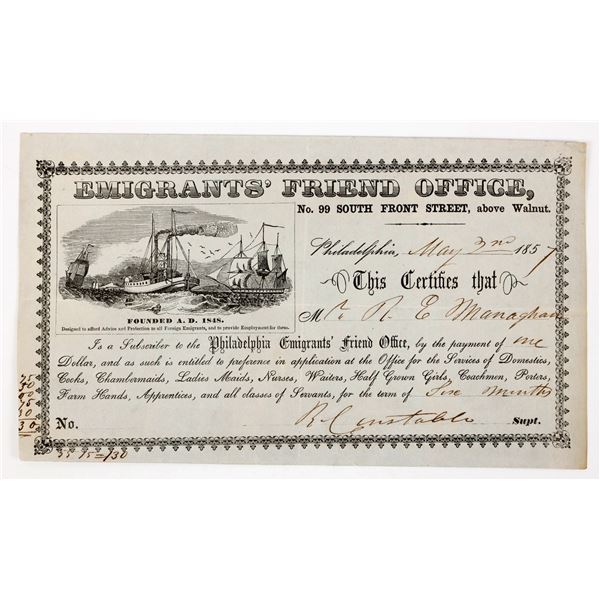 EMIGRANTS' FRIEND OFFICE,
No. 99 SOUTH FRONT STREET, above Walnut.
Philadelphia, May 2nd 1857
This Certifies that
Mr R E Managhan
FOUNDED A. D. 1848.
Designed to afford Advice and Protection to all Foreign Emigrants, and to provide Employment for them.
Is a Subscriber to the Philadelphia Emigrants' Friend Office, by the payment of one
Dollar, and as such is entitled to preference in application at the Office for the Services of Domestics,
Cooks, Chambermaids, Ladies Maids, Nurses, Waiters, Half Grown Girls, Coachmen, Porters,
Farm Hands, Apprentices, and all classes of Servants, for the term of Six Months
No.
R. Constable Supt.